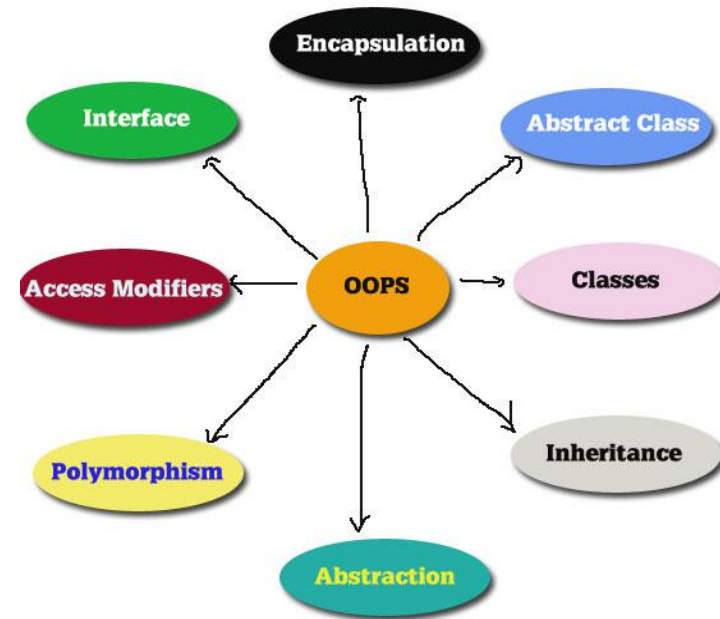 Encapsulation
Interface
Abstract Class
Access Modifiers
OOPS
Classes
Polymorphism
Inheritance
Abstraction